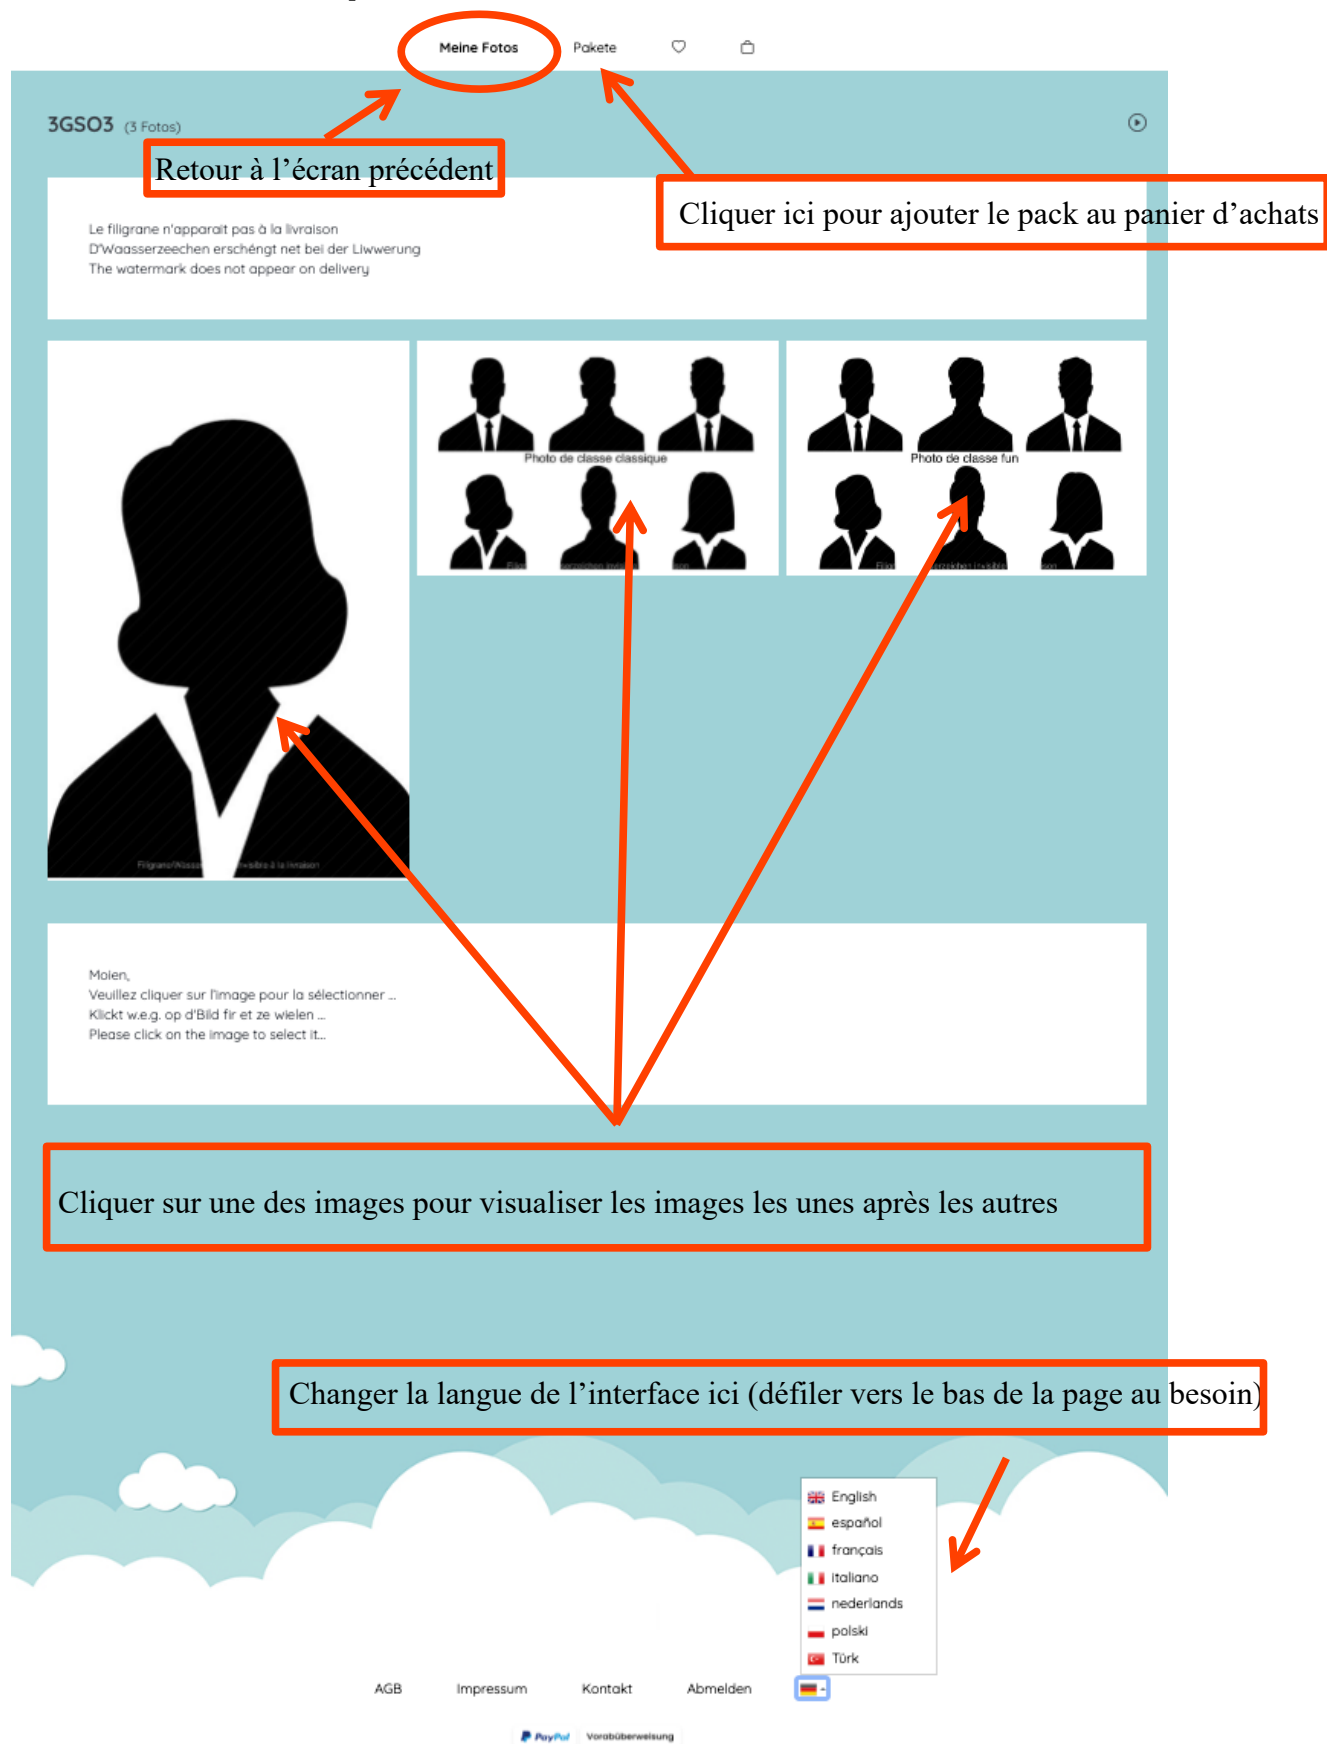 Meine Fotos
Pakete
3GSO3 (3 Fotos)
Retour à l’écran précédent
Cliquer ici pour ajouter le pack au panier d’achats
Le filigrane n'apparait pas à la livraison
D'Waasserzeechen erschéngt net bei der Liwwerung
The watermark does not appear on delivery
Photo de classe classique
Photo de classe fun
Moien,
Veuillez cliquer sur l'image pour la sélectionner ...
Klickt w.e.g. op d'Bild fir et ze wielen ...
Please click on the image to select it...
Cliquer sur une des images pour visualiser les images les unes après les autres
Changer la langue de l’interface ici (défiler vers le bas de la page au besoin)
English
español
français
italiano
nederlands
polski
Türk
AGB
Impressum
Kontakt
Abmelden
PayPal
Vorabüberweisung